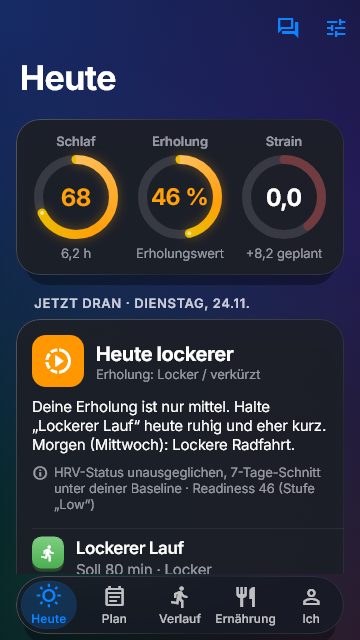 Heute
Schlaf
Erholung
Strain
68
46 %
0,0
6,2 h
Erholungswert
+8,2 geplant
JETZT DRAN · DIENSTAG, 24.11.
Heute lockerer
Erholung: Locker / verkürzt
Deine Erholung ist nur mittel. Halte
„Lockerer Lauf“ heute ruhig und eher kurz.
Morgen (Mittwoch): Lockere Radfahrt.
HRV-Status unausgeglichen, 7-Tage-Schnitt
unter deiner Baseline · Readiness 46 (Stufe
„Low“)
Lockerer Lauf
Soll 80 min · Locker
Heute
Plan
Verlauf
Ernährung
Ich